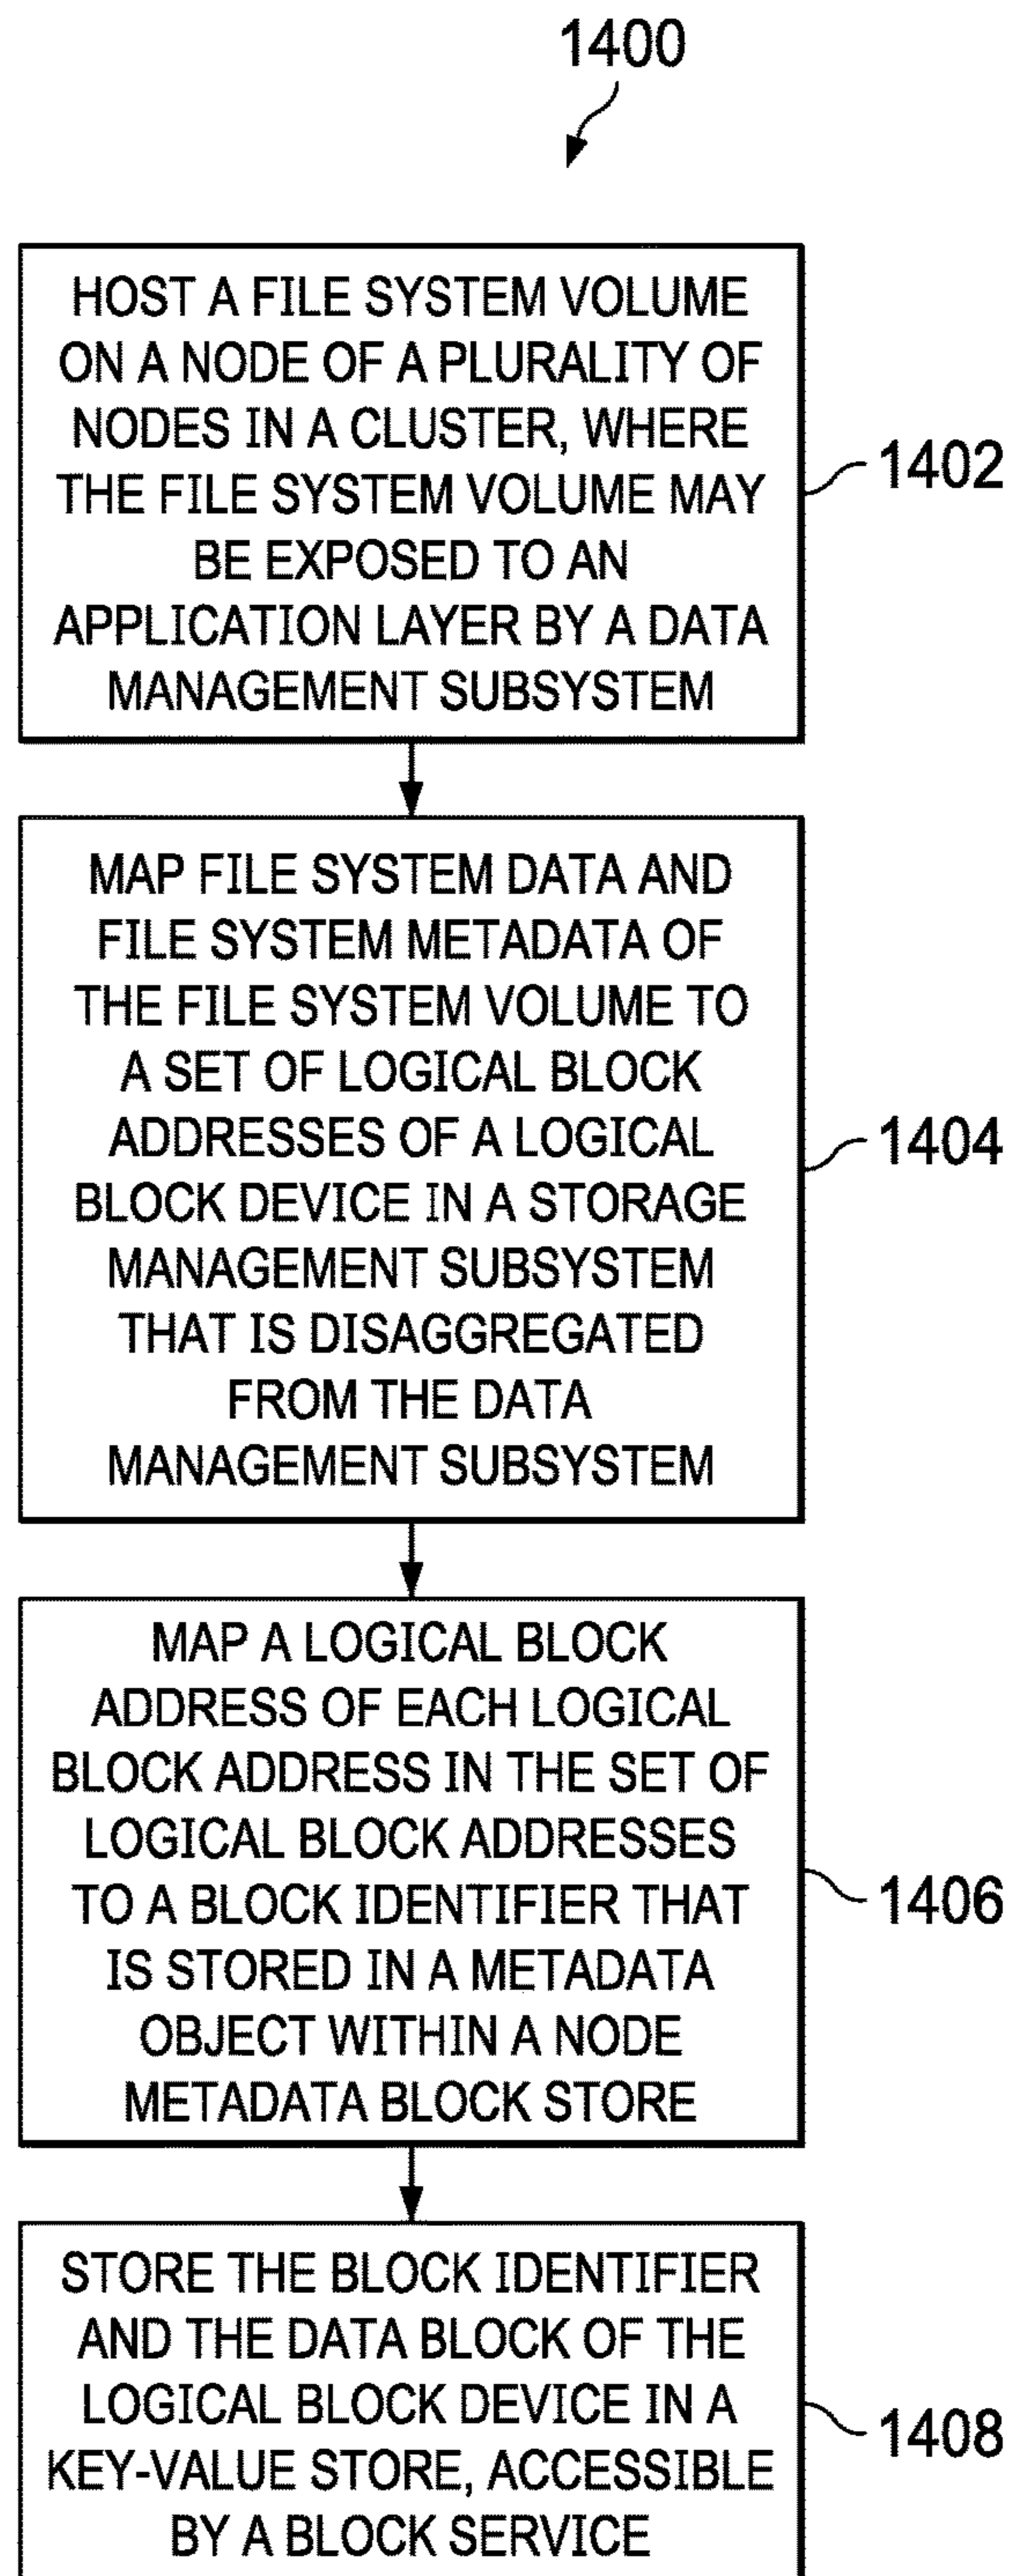 1400
HOST A FILE SYSTEM VOLUME
ON A NODE OF A PLURALITY OF
NODES IN A CLUSTER, WHERE
THE FILE SYSTEM VOLUME MAY
BE EXPOSED TO AN
APPLICATION LAYER BY A DATA
MANAGEMENT SUBSYSTEM
1402
MAP FILE SYSTEM DATA AND
FILE SYSTEM METADATA OF
THE FILE SYSTEM VOLUME TO
A SET OF LOGICAL BLOCK
ADDRESSES OF A LOGICAL
BLOCK DEVICE IN A STORAGE
MANAGEMENT SUBSYSTEM
THAT IS DISAGGREGATED
FROM THE DATA
MANAGEMENT SUBSYSTEM
1404
MAP A LOGICAL BLOCK
ADDRESS OF EACH LOGICAL
BLOCK ADDRESS IN THE SET OF
LOGICAL BLOCK ADDRESSES
TO A BLOCK IDENTIFIER THAT
IS STORED IN A METADATA
OBJECT WITHIN A NODE
METADATA BLOCK STORE
1406
STORE THE BLOCK IDENTIFIER
AND THE DATA BLOCK OF THE
LOGICAL BLOCK DEVICE IN A
KEY-VALUE STORE, ACCESSIBLE
BY A BLOCK SERVICE
1408